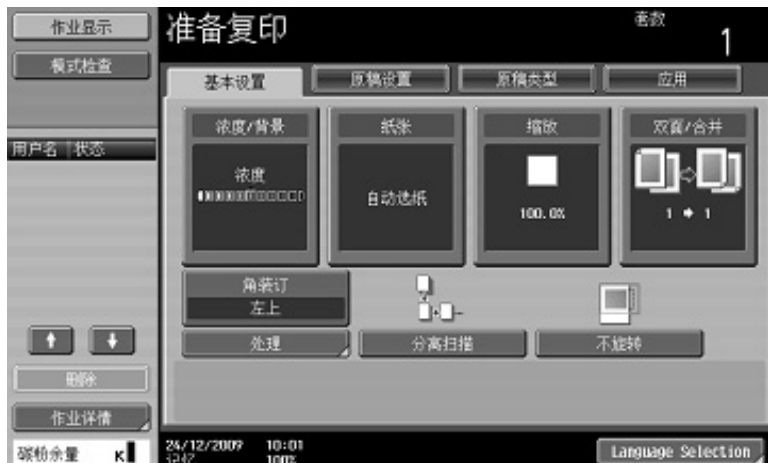 作业显示
准备复印
套数
1
模式检查
基本设置
原稿设置
原稿类型
应用
浓度/背景
纸张
缩放
双面/合并
用户名 状态
浓度
自动选纸
100.0%
1 1
角装订
左上
处理
分离扫描
不旋转
删除
作业详情
碳粉余量 K
24/12/2009 10:01
100%
Language Selection